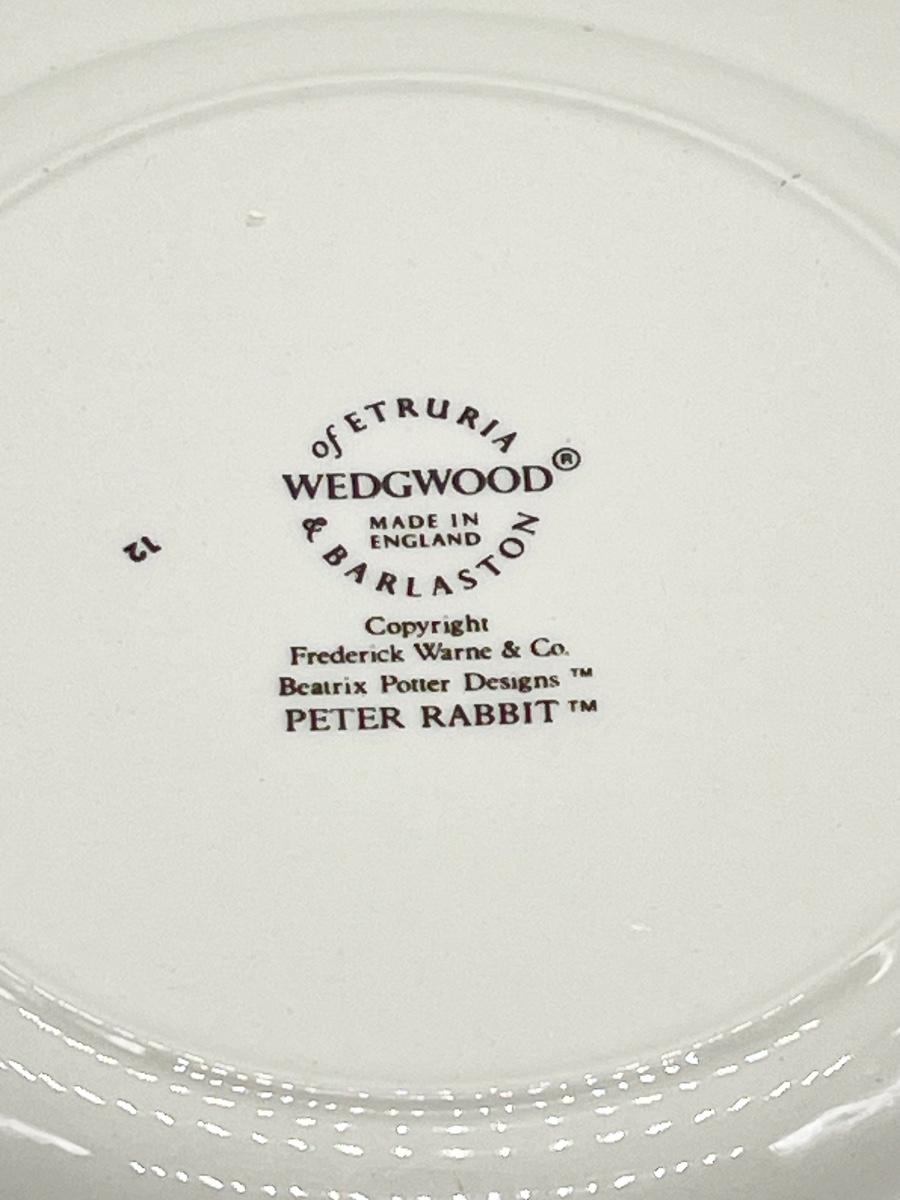 of ETRURIA
WEDGWOOD®
MADE IN
ENGLAND
& BARLASTON
12
Copyright
Frederick Warne & Co.
Beatrix Potter Designs ™
PETER RABBIT ™